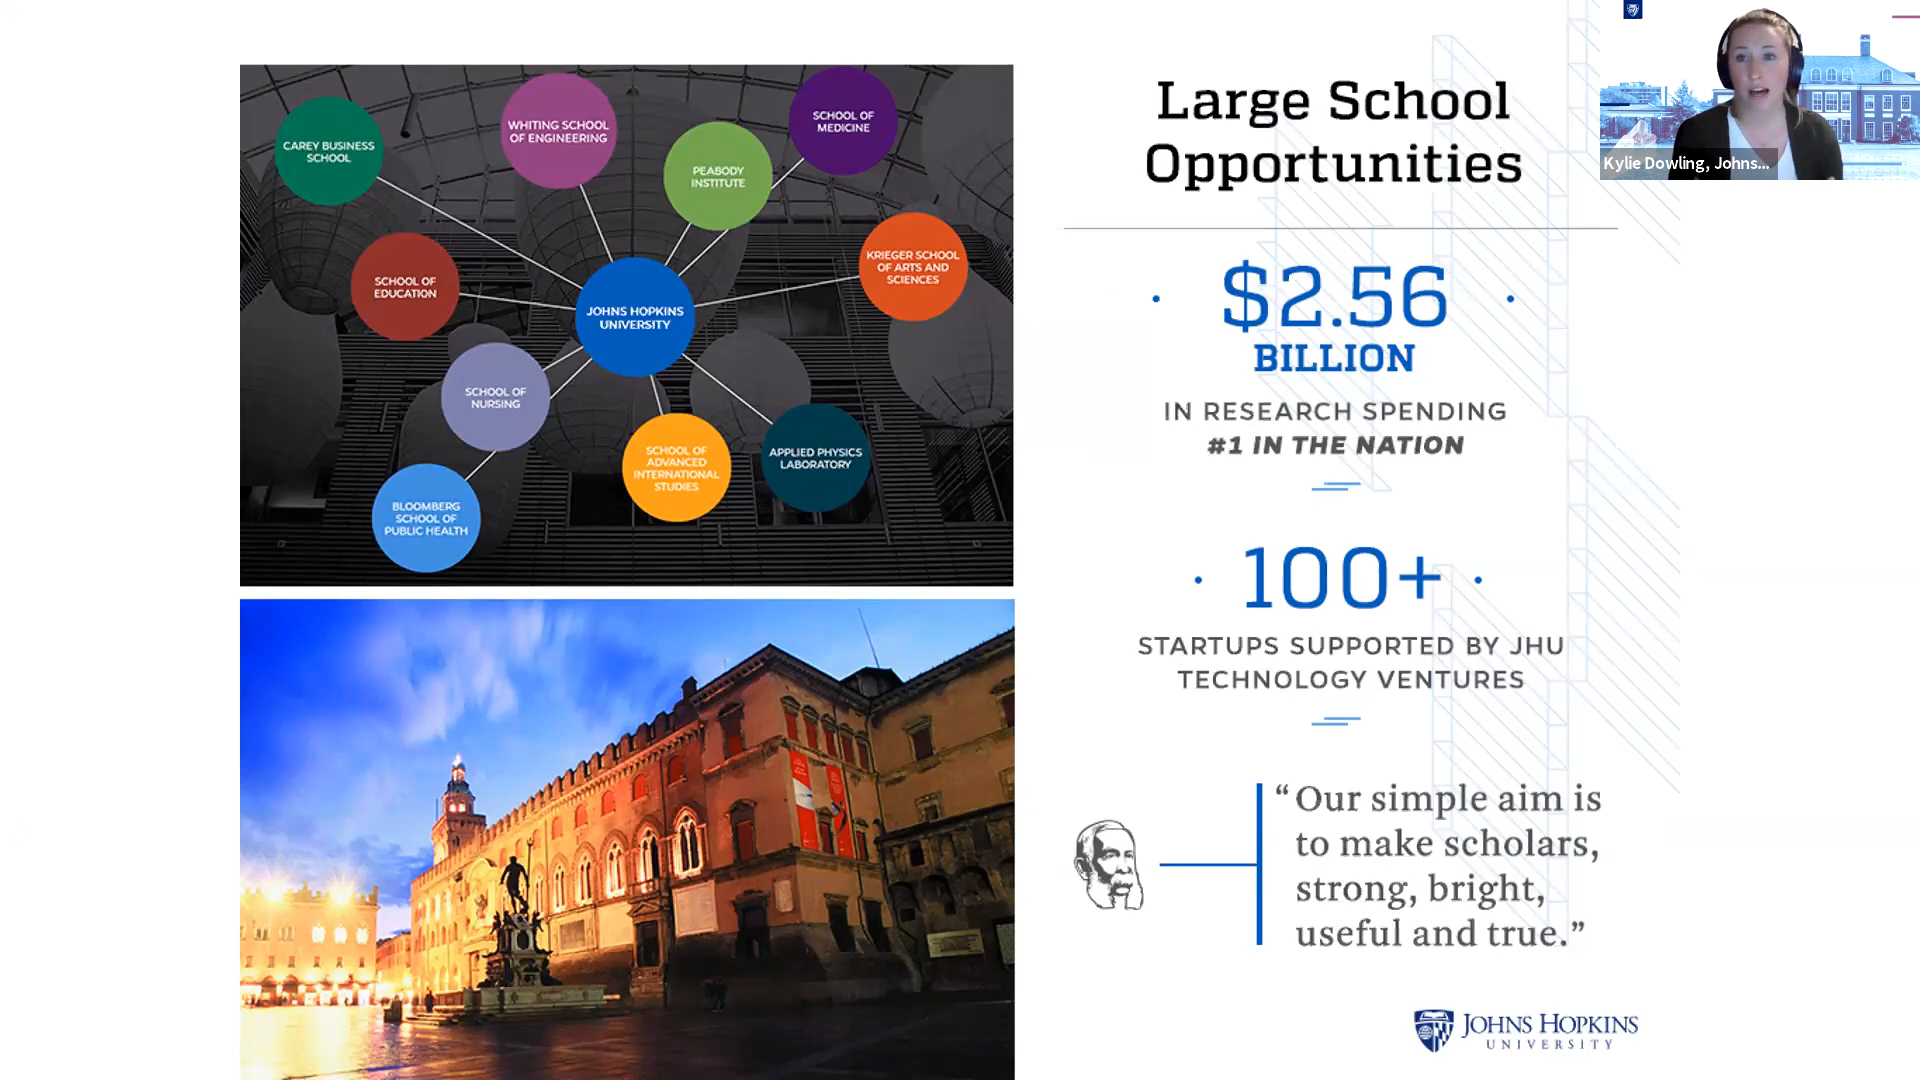 CAREY BUSINESS
SCHOOL
WHITING SCHOOL
OF ENGINEERING
PEABODY
INSTITUTE
SCHOOL OF
MEDICINE
SCHOOL OF
EDUCATION
JOHNS HOPKINS
UNIVERSITY
KRIEGER SCHOOL
OF ARTS AND
SCIENCES
SCHOOL OF
NURSING
SCHOOL OF
ADVANCED
INTERNATIONAL
STUDIES
APPLIED PHYSICS
LABORATORY
BLOOMBERG
SCHOOL OF
PUBLIC HEALTH
Large School
Opportunities
$2.56
BILLION
IN RESEARCH SPENDING
#1 IN THE NATION
100+
STARTUPS SUPPORTED BY JHU
TECHNOLOGY VENTURES
“Our simple aim is
to make scholars,
strong, bright,
useful and true.”
JOHNS HOPKINS
UNIVERSITY
Kylie Dowling, Johns...